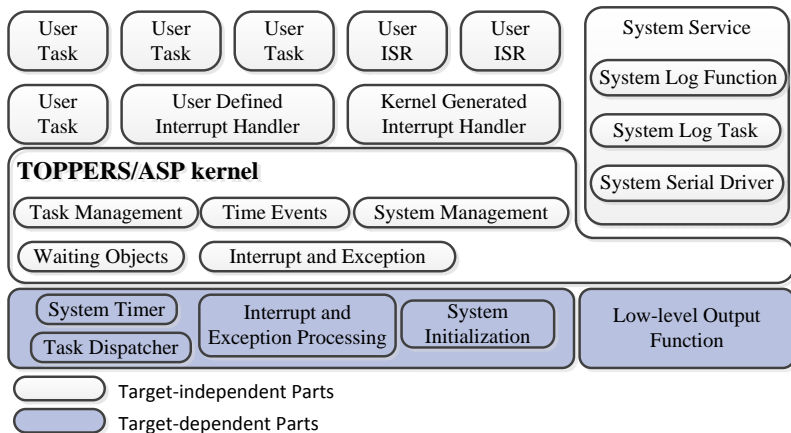 User
Task
User
Task
User
Task
User
ISR
User
ISR
System Service
System Log Function
System Log Task
System Serial Driver
User
Task
User Defined
Interrupt Handler
Kernel Generated
Interrupt Handler
TOPPERS/ASP kernel
Task Management
Time Events
System Management
Waiting Objects
Interrupt and Exception
System Timer
Task Dispatcher
Interrupt and
Exception Processing
System
Initialization
Low-level Output
Function
Target-independent Parts
Target-dependent Parts